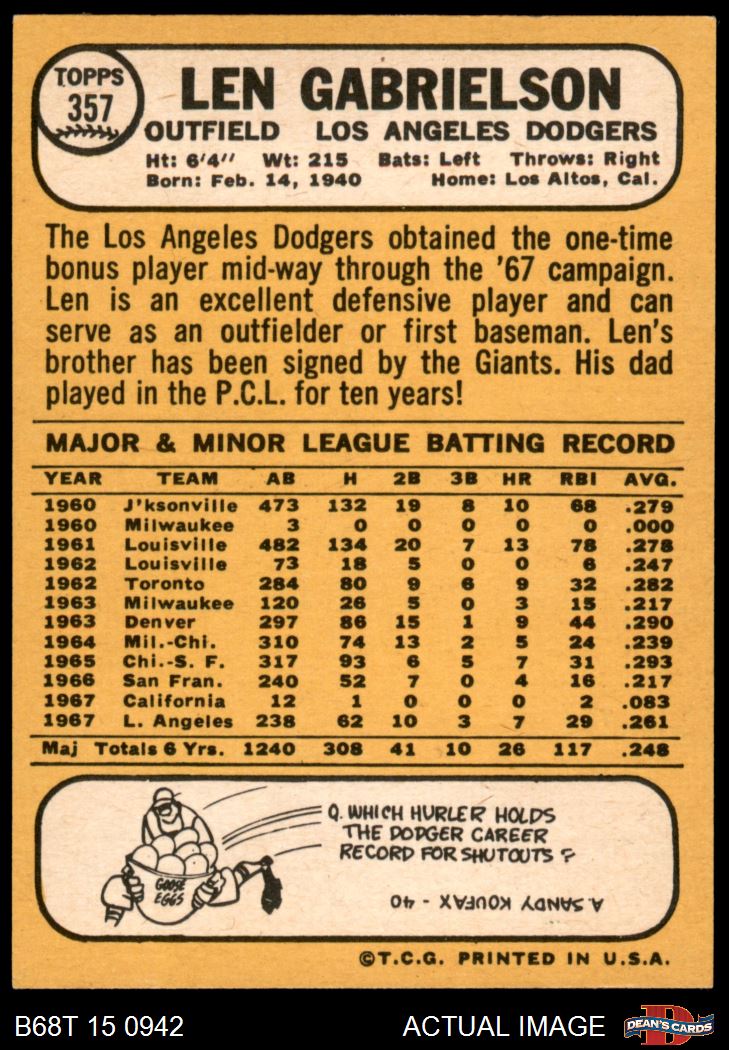 TOPPS
357
LEN GABRIELSON
OUTFIELD LOS ANGELES DODGERS
Ht: 6'4" Wt: 215 Bats: Left Throws: Right
Born: Feb. 14, 1940 Home: Los Altos, Cal.
The Los Angeles Dodgers obtained the one-time
bonus player mid-way through the '67 campaign.
Len is an excellent defensive player and can
serve as an outfielder or first baseman. Len's
brother has been signed by the Giants. His dad
played in the P.C.L. for ten years!
MAJOR & MINOR LEAGUE BATTING RECORD
YEAR TEAM AB H 2B 3B HR RBI AVG.
1960 J'ksonville 473 132 19 8 10 68 .279
1960 Milwaukee 3 0 0 0 0 0 .000
1961 Louisville 482 134 20 7 13 78 .278
1962 Louisville 73 18 5 0 0 6 .247
1962 Toronto 284 80 9 6 9 32 .282
1963 Milwaukee 120 26 5 0 3 15 .217
1963 Denver 297 86 15 1 9 44 .290
1964 Mil.-Chi. 310 74 13 2 5 24 .239
1965 Chi.-S. F. 317 93 6 5 7 31 .293
1966 San Fran. 240 52 7 0 4 16 .217
1967 California 12 1 0 0 0 2 .083
1967 L. Angeles 238 62 10 3 7 29 .261
Maj Totals 6 Yrs. 1240 308 41 10 26 117 .248
GOOSE
EGGS
Q. WHICH HURLER HOLDS
THE DODGER CAREER
RECORD FOR SHUTOUTS?
A. SANDY KOUFAX - 40
©T.C.G. PRINTED IN U.S.A.
B68T 15 0942 ACTUAL IMAGE
D
DEAN'S CARDS